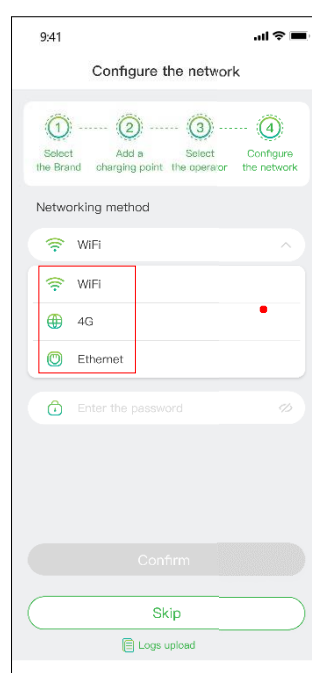 9:41
Configure the network
1 2 3 4
Select Add a Select Configure
the Brand charging point the operator the network
Networking method
WiFi
WiFi
4G
Ethernet
Enter the password
Confirm
Skip
Logs upload